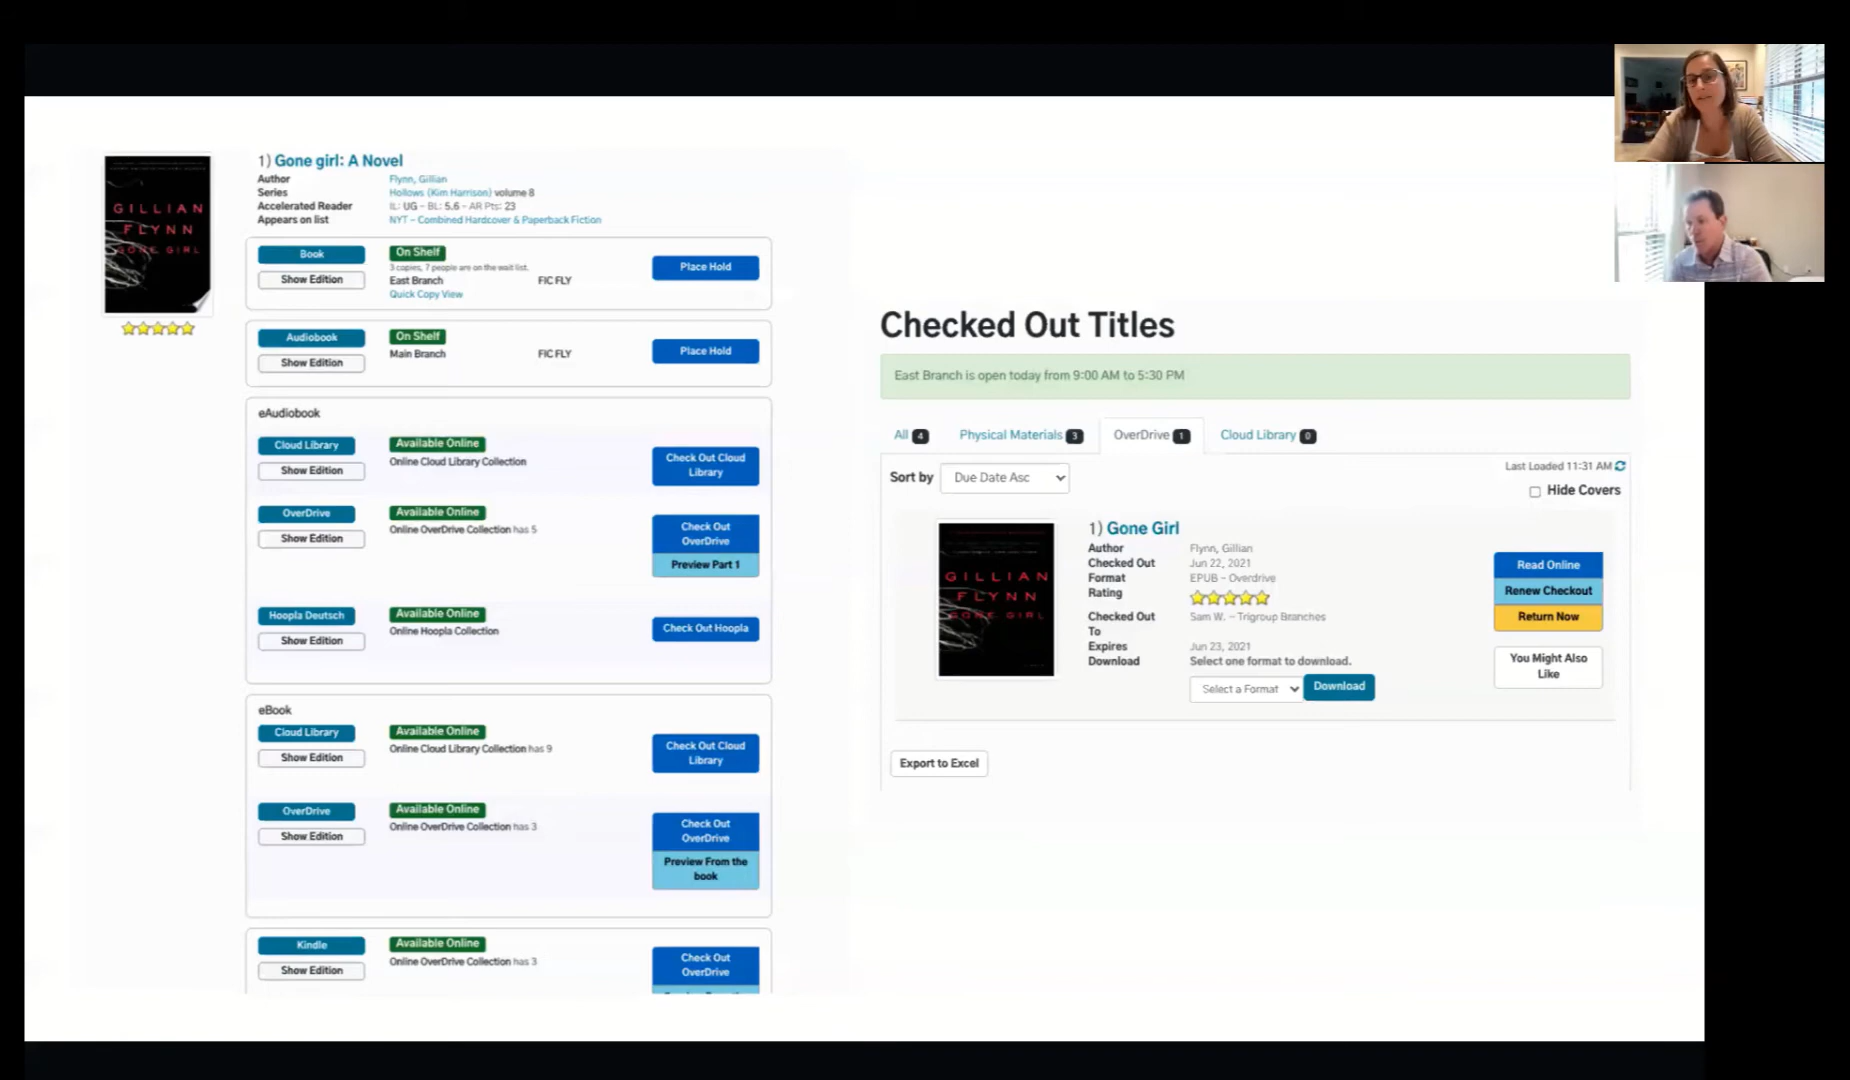 GILLIAN
FLYNN
GONE GIRL
1) Gone girl: A Novel
Author Flynn, Gillian
Series Hollows (Kim Harrison) volume 8
Accelerated Reader IL: UG - BL: 5.6 - AR Pts: 23
Appears on list NYT - Combined Hardcover & Paperback Fiction
Book On Shelf Place Hold
3 copies, 7 people are on the wait list.
Show Edition East Branch FIC FLY
Quick Copy View
Audiobook On Shelf Place Hold
Show Edition Main Branch FIC FLY
eAudiobook
Cloud Library Available Online Check Out Cloud
Show Edition Online Cloud Library Collection Library
OverDrive Available Online Check Out
Show Edition Online OverDrive Collection has 5 OverDrive
Preview Part 1
Hoopla Deutsch Available Online Check Out Hoopla
Show Edition Online Hoopla Collection
eBook
Cloud Library Available Online Check Out Cloud
Show Edition Online Cloud Library Collection has 9 Library
OverDrive Available Online Check Out
Show Edition Online OverDrive Collection has 3 OverDrive
Preview From the
book
Kindle Available Online Check Out
Show Edition Online OverDrive Collection has 3 OverDrive
Checked Out Titles
East Branch is open today from 9:00 AM to 5:30 PM
All 4 Physical Materials 3 OverDrive 1 Cloud Library 0
Last Loaded 11:31 AM
Sort by Due Date Asc
Hide Covers
GILLIAN
FLYNN
GONE GIRL
1) Gone Girl
Author Flynn, Gillian
Checked Out Jun 22, 2021
Format EPUB - Overdrive
Rating
Checked Out To Sam W. - Trigroup Branches
Expires Jun 23, 2021
Download Select one format to download.
Select a Format Download
Read Online
Renew Checkout
Return Now
You Might Also
Like
Export to Excel